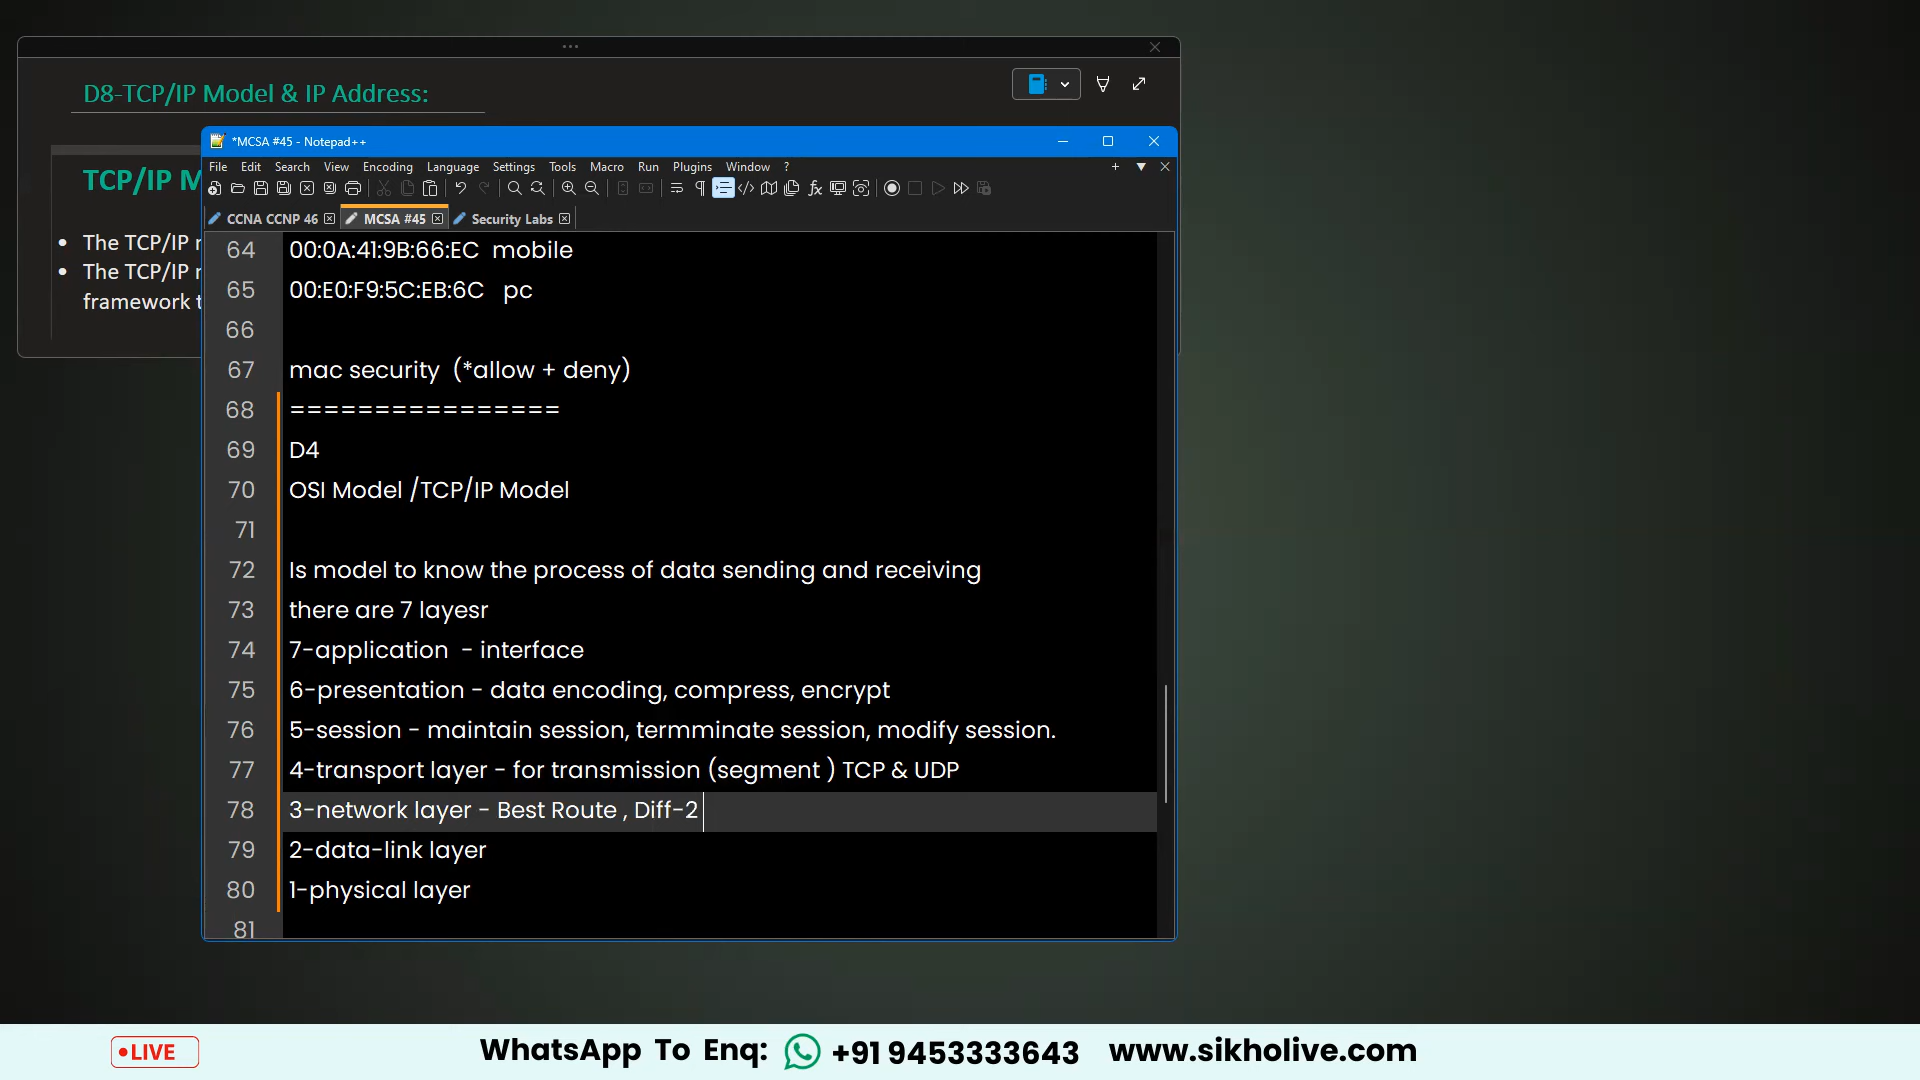 D8-TCP/IP Model & IP Address:
TCP/IP M
• The TCP/IP r
• The TCP/IP r
framework t
*MCSA #45 - Notepad++
File Edit Search View Encoding Language Settings Tools Macro Run Plugins Window ?
CCNA CCNP 46 MCSA #45 Security Labs
64 00:0A:41:9B:66:EC mobile
65 00:E0:F9:5C:EB:6C pc
66
67 mac security (*allow + deny)
68 ================
69 D4
70 OSI Model /TCP/IP Model
71
72 Is model to know the process of data sending and receiving
73 there are 7 layesr
74 7-application - interface
75 6-presentation - data encoding, compress, encrypt
76 5-session - maintain session, termminate session, modify session.
77 4-transport layer - for transmission (segment ) TCP & UDP
78 3-network layer - Best Route , Diff-2
79 2-data-link layer
80 1-physical layer
81
•LIVE WhatsApp To Enq: +91 9453333643 www.sikholive.com